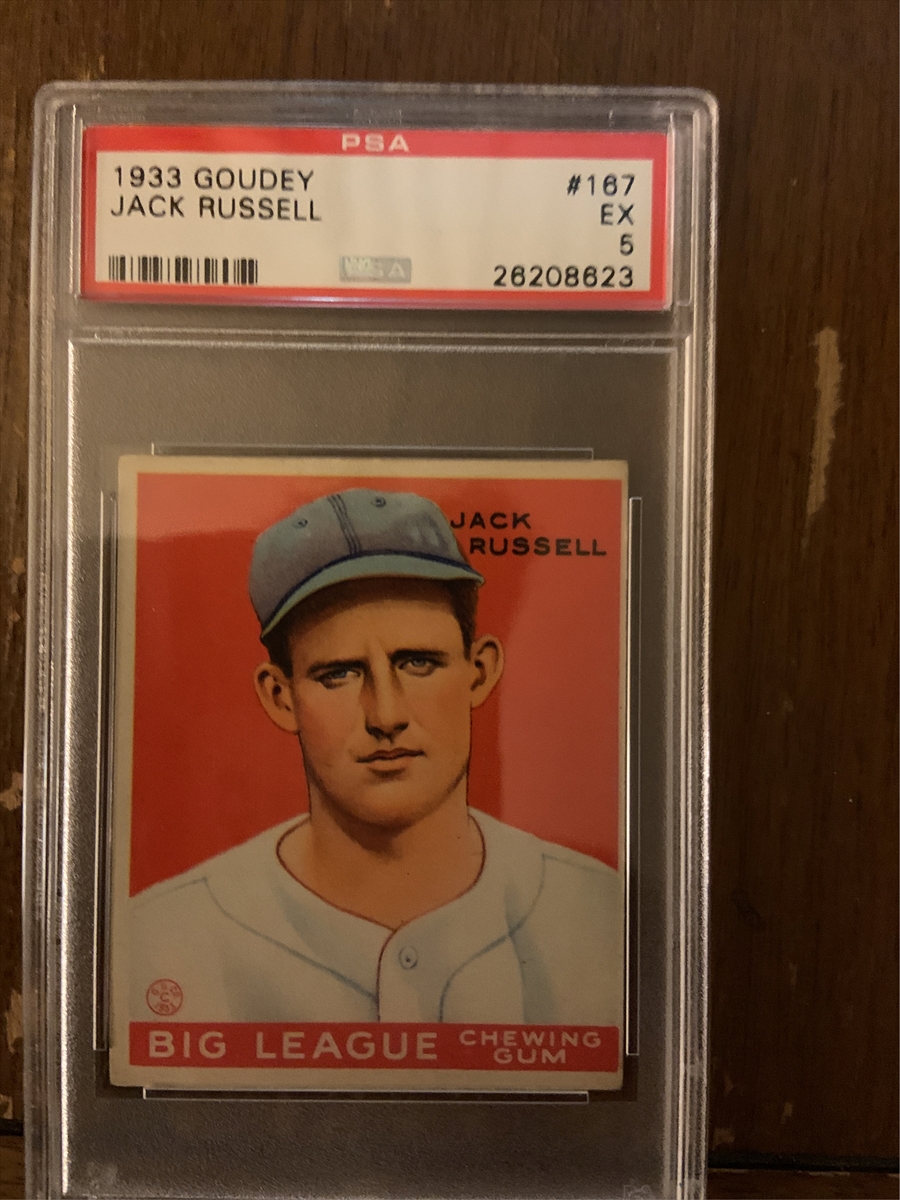 PSA
1933 GOUDEY
JACK RUSSELL
#167
EX
5
26208623
JACK
RUSSELL
BIG LEAGUE
CHEWING
GUM